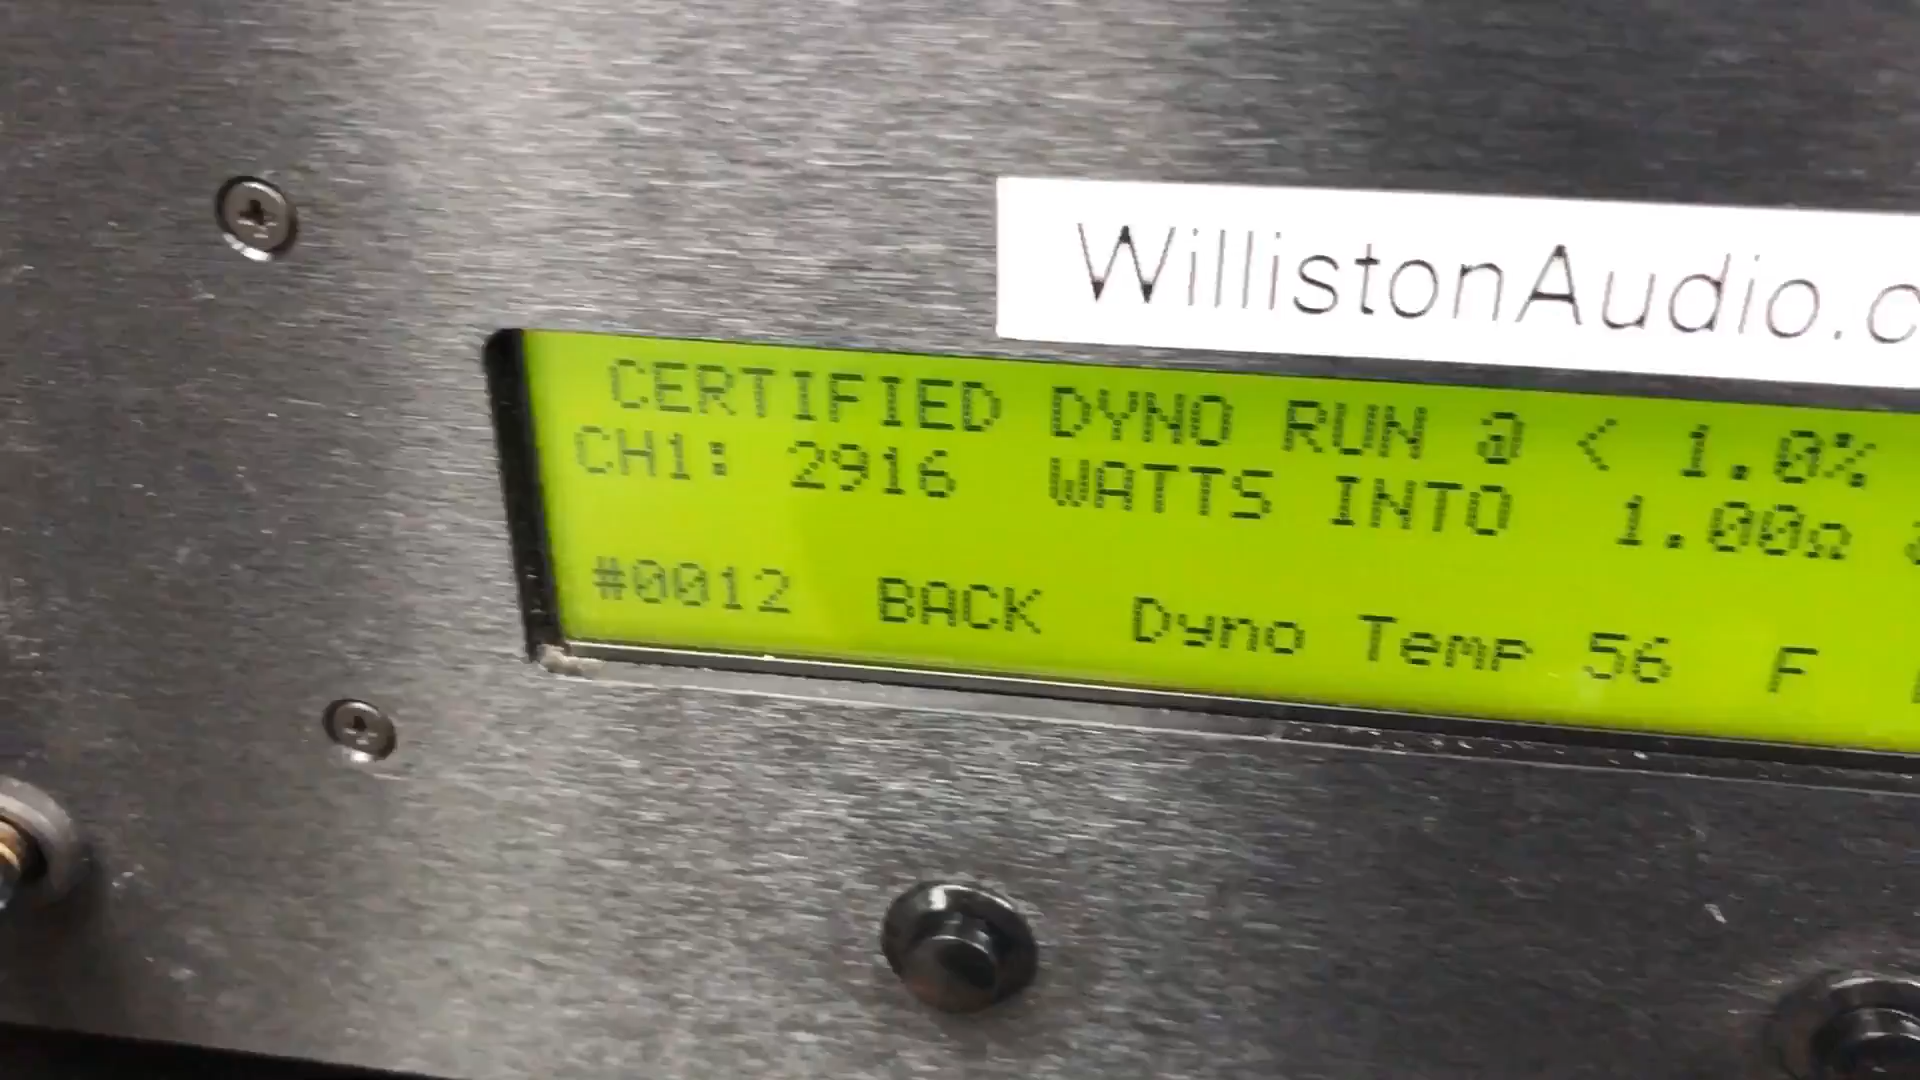 WillistonAudio.c
CERTIFIED DYNO RUN @ < 1.0%
CH1: 2916 WATTS INTO 1.00Ω
#0012 BACK Dyno Temp 56 F